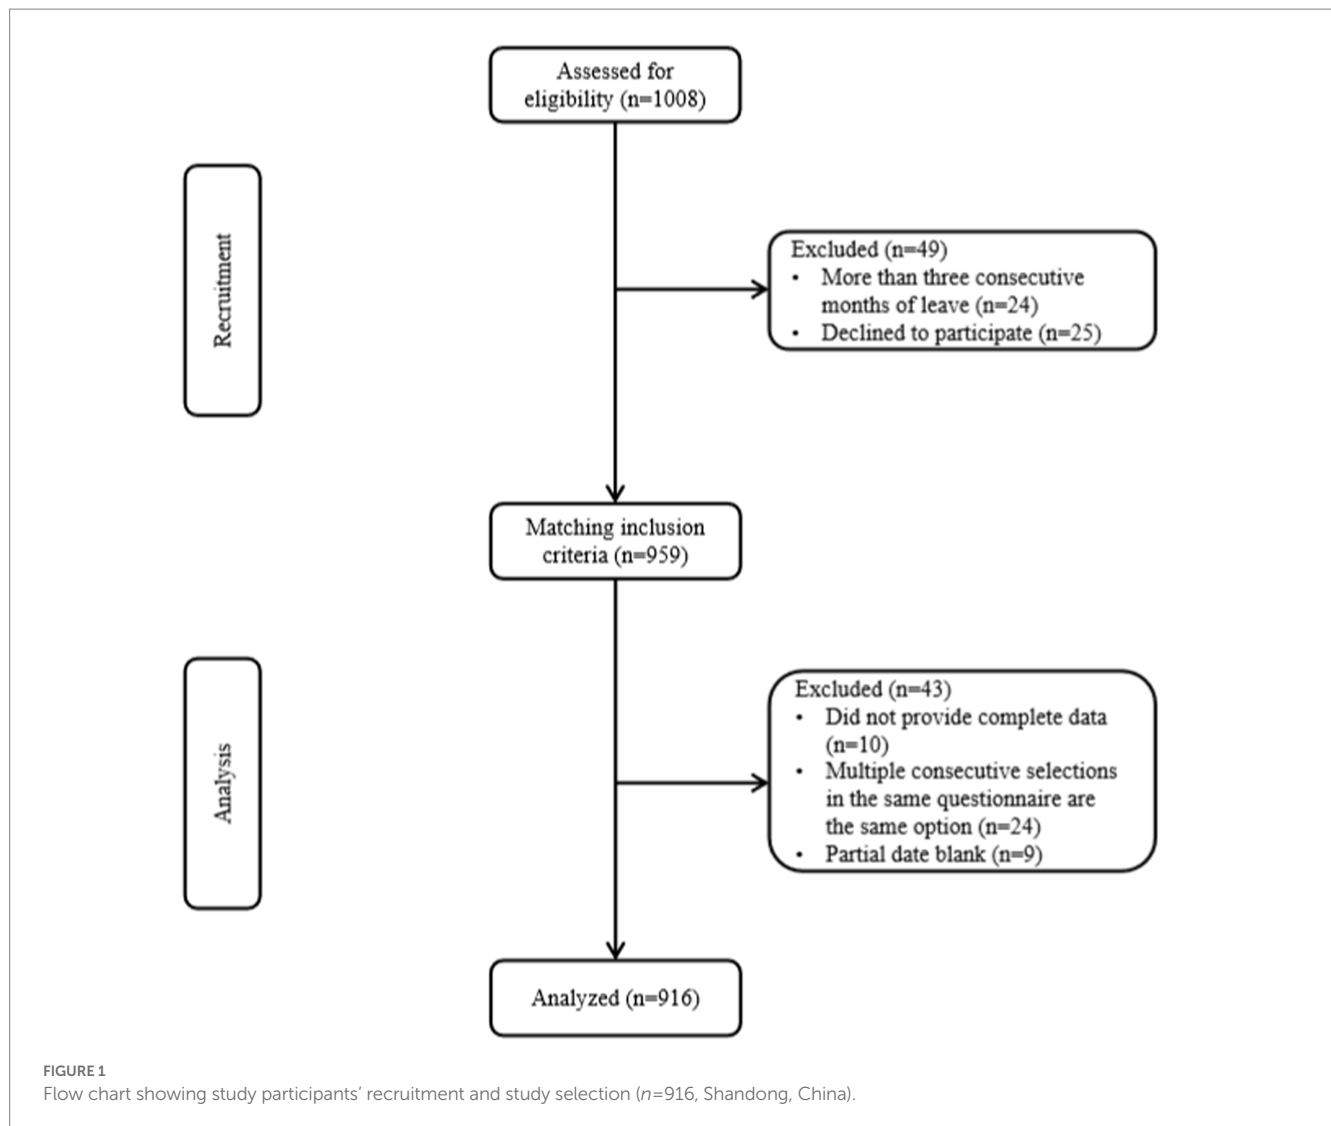 Assessed for
eligibility (n=1008)
Recruitment
Excluded (n=49)
• More than three consecutive
months of leave (n=24)
• Declined to participate (n=25)
Matching inclusion
criteria (n=959)
Analysis
Excluded (n=43)
• Did not provide complete data
(n=10)
• Multiple consecutive selections
in the same questionnaire are
the same option (n=24)
• Partial date blank (n=9)
Analyzed (n=916)
FIGURE 1
Flow chart showing study participants’ recruitment and study selection (n=916, Shandong, China).